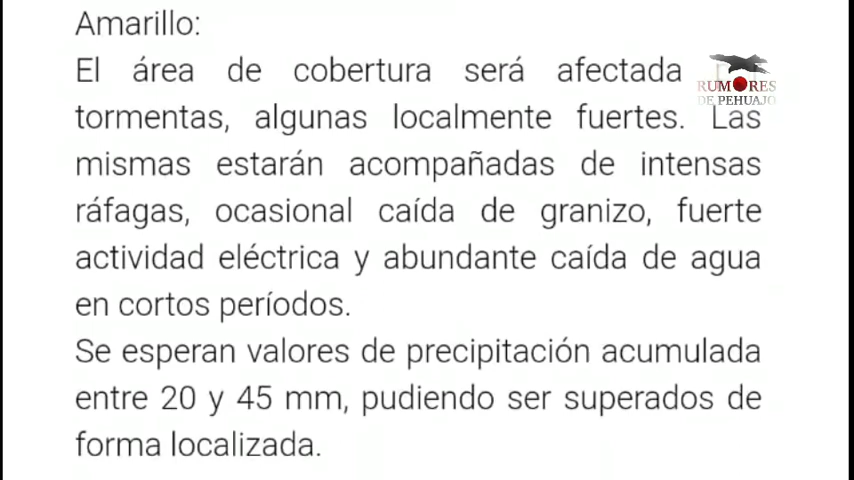 Amarillo:
El área de cobertura será afectada
tormentas, algunas localmente fuertes. Las
mismas estarán acompañadas de intensas
ráfagas, ocasional caída de granizo, fuerte
actividad eléctrica y abundante caída de agua
en cortos períodos.
Se esperan valores de precipitación acumulada
entre 20 y 45 mm, pudiendo ser superados de
forma localizada.
RUMORES
DE PEHUAJO